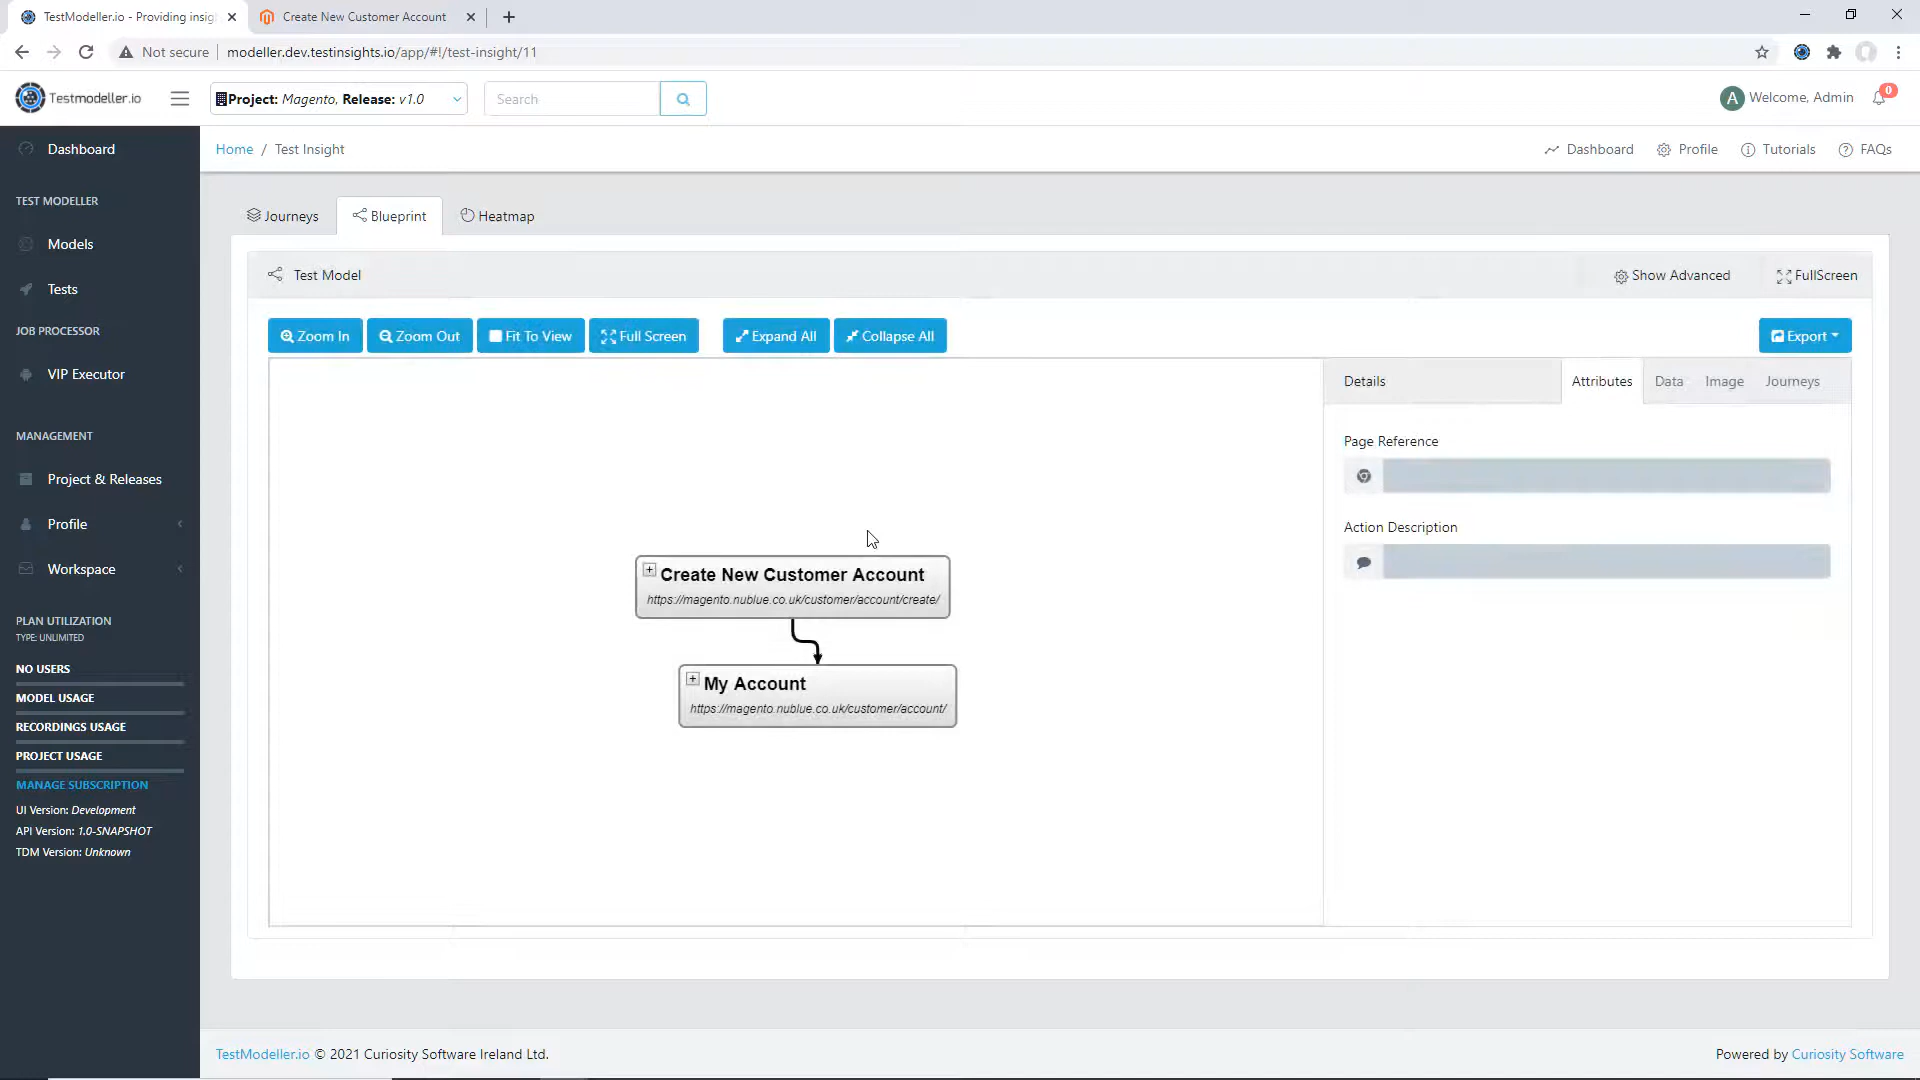 TestModeller.io - Providing insig
Create New Customer Account
Not secure
modeller.dev.testinsights.io/app/#!/test-insight/11
Testmodeller.io
Project: Magento, Release: v1.0
Search
A
Welcome, Admin
0
Dashboard
Home / Test Insight
Dashboard
Profile
Tutorials
FAQs
TEST MODELLER
Models
Tests
JOB PROCESSOR
VIP Executor
MANAGEMENT
Project & Releases
Profile
Workspace
PLAN UTILIZATION
TYPE: UNLIMITED
NO USERS
MODEL USAGE
RECORDINGS USAGE
PROJECT USAGE
MANAGE SUBSCRIPTION
UI Version: Development
API Version: 1.0-SNAPSHOT
TDM Version: Unknown
Journeys
Blueprint
Heatmap
Test Model
Show Advanced
FullScreen
Zoom In
Zoom Out
Fit To View
Full Screen
Expand All
Collapse All
Export
Create New Customer Account
https://magento.nublue.co.uk/customer/account/create/
My Account
https://magento.nublue.co.uk/customer/account/
Details
Attributes
Data
Image
Journeys
Page Reference
Action Description
TestModeller.io © 2021 Curiosity Software Ireland Ltd.
Powered by Curiosity Software